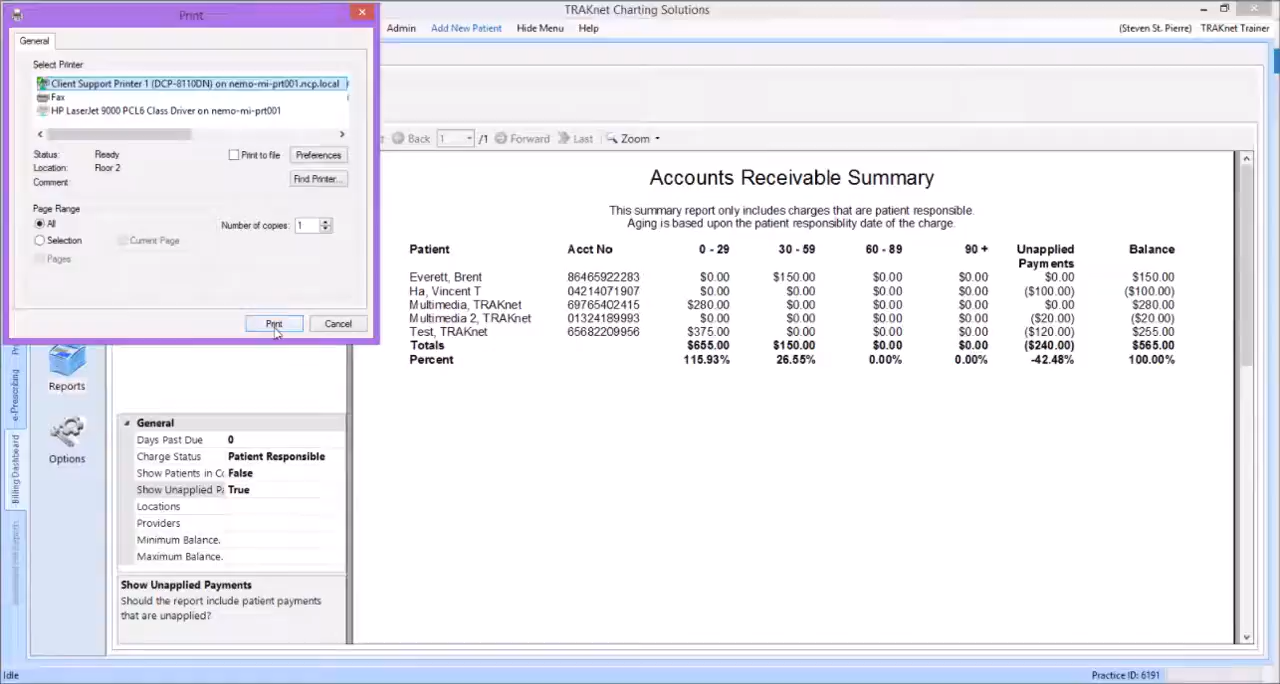 Print
General
Select Printer
Client Support Printer 1 (DCP-8110DN) on nemo-mi-prt001.ncp.local
Fax
HP LaserJet 9000 PCL6 Class Driver on nemo-mi-prt001
Status: Ready
Location: Floor 2
Comment:
Print to file
Preferences
Find Printer...
Page Range
All
Selection
Current Page
Pages
Number of copies: 1
Print
Cancel
TRAKnet Charting Solutions
Admin Add New Patient Hide Menu Help
(Steven St. Pierre) TRAKnet Trainer
Back 1 /1 Forward Last Zoom
Accounts Receivable Summary
This summary report only includes charges that are patient responsible.
Aging is based upon the patient responsiblity date of the charge.
Patient Acct No 0 - 29 30 - 59 60 - 89 90 + Unapplied Payments Balance
Everett, Brent 86465922283 $0.00 $150.00 $0.00 $0.00 $0.00 $150.00
Ha, Vincent T 04214071907 $0.00 $0.00 $0.00 $0.00 ($100.00) ($100.00)
Multimedia, TRAKnet 69765402415 $280.00 $0.00 $0.00 $0.00 $0.00 $280.00
Multimedia 2, TRAKnet 01324189993 $0.00 $0.00 $0.00 $0.00 ($20.00) ($20.00)
Test, TRAKnet 65682209956 $375.00 $0.00 $0.00 $0.00 ($120.00) $255.00
Totals $655.00 $150.00 $0.00 $0.00 ($240.00) $565.00
Percent 115.93% 26.55% 0.00% 0.00% -42.48% 100.00%
e-Prescribing
Billing Dashboard
Reports
Options
General
Days Past Due 0
Charge Status Patient Responsible
Show Patients in Co False
Show Unapplied Pa True
Locations
Providers
Minimum Balance.
Maximum Balance.
Show Unapplied Payments
Should the report include patient payments
that are unapplied?
Idle
Practice ID: 6191